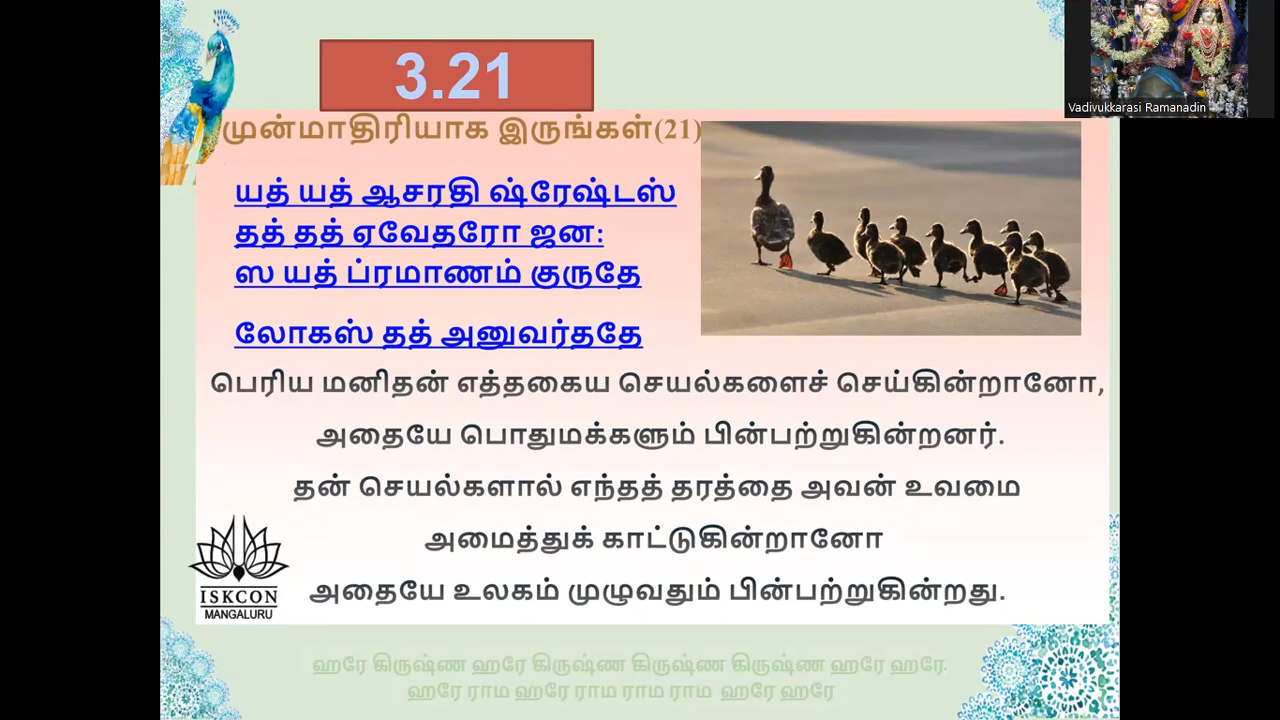 3.21
Vadivukkarasi Ramanadin
முன்மாதிரியாக இருங்கள்(21)
யத் யத் ஆசரதி ஷ்ரேஷ்டஸ்
தத் தத் ஏவேதரோ ஜன:
ஸ யத் ப்ரமாணம் குருதே
லோகஸ் தத் அனுவர்ததே
பெரிய மனிதன் எத்தகைய செயல்களைச் செய்கின்றானோ,
அதையே பொதுமக்களும் பின்பற்றுகின்றனர்.
தன் செயல்களால் எந்தத் தரத்தை அவன் உவமை
அமைத்துக் காட்டுகின்றானோ
அதையே உலகம் முழுவதும் பின்பற்றுகின்றது.
ISKCON
MANGALURU
ஹரே கிருஷ்ண ஹரே கிருஷ்ண கிருஷ்ண கிருஷ்ண ஹரே ஹரே.
ஹரே ராம ஹரே ராம ராம ராம ஹரே ஹரே